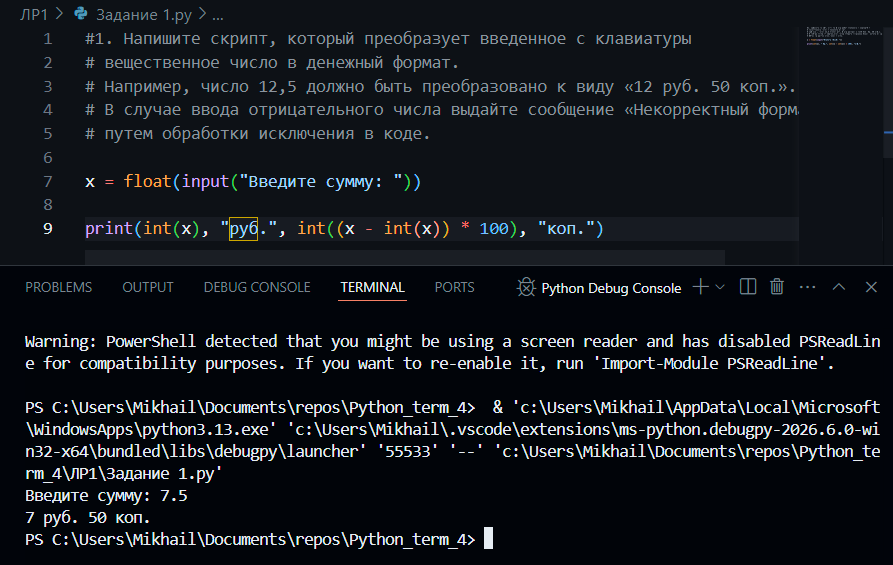 ЛР1 > Задание 1.py > ...
1 #1. Напишите скрипт, который преобразует введенное с клавиатуры
2 # вещественное число в денежный формат.
3 # Например, число 12,5 должно быть преобразовано к виду «12 руб. 50 коп.».
4 # В случае ввода отрицательного числа выдайте сообщение «Некорректный форма
5 # путем обработки исключения в коде.
6
7 x = float(input("Введите сумму: "))
8
9 print(int(x), "руб.", int((x - int(x)) * 100), "коп.")
PROBLEMS OUTPUT DEBUG CONSOLE TERMINAL PORTS Python Debug Console
Warning: PowerShell detected that you might be using a screen reader and has disabled PSReadLin
e for compatibility purposes. If you want to re-enable it, run 'Import-Module PSReadLine'.
PS C:\Users\Mikhail\Documents\repos\Python_term_4> & 'c:\Users\Mikhail\AppData\Local\Microsoft
\WindowsApps\python3.13.exe' 'c:\Users\Mikhail\.vscode\extensions\ms-python.debugpy-2026.6.0-wi
n32-x64\bundled\libs\debugpy\launcher' '55533' '--' 'c:\Users\Mikhail\Documents\repos\Python_te
rm_4\ЛР1\Задание 1.py'
Введите сумму: 7.5
7 руб. 50 коп.
PS C:\Users\Mikhail\Documents\repos\Python_term_4>